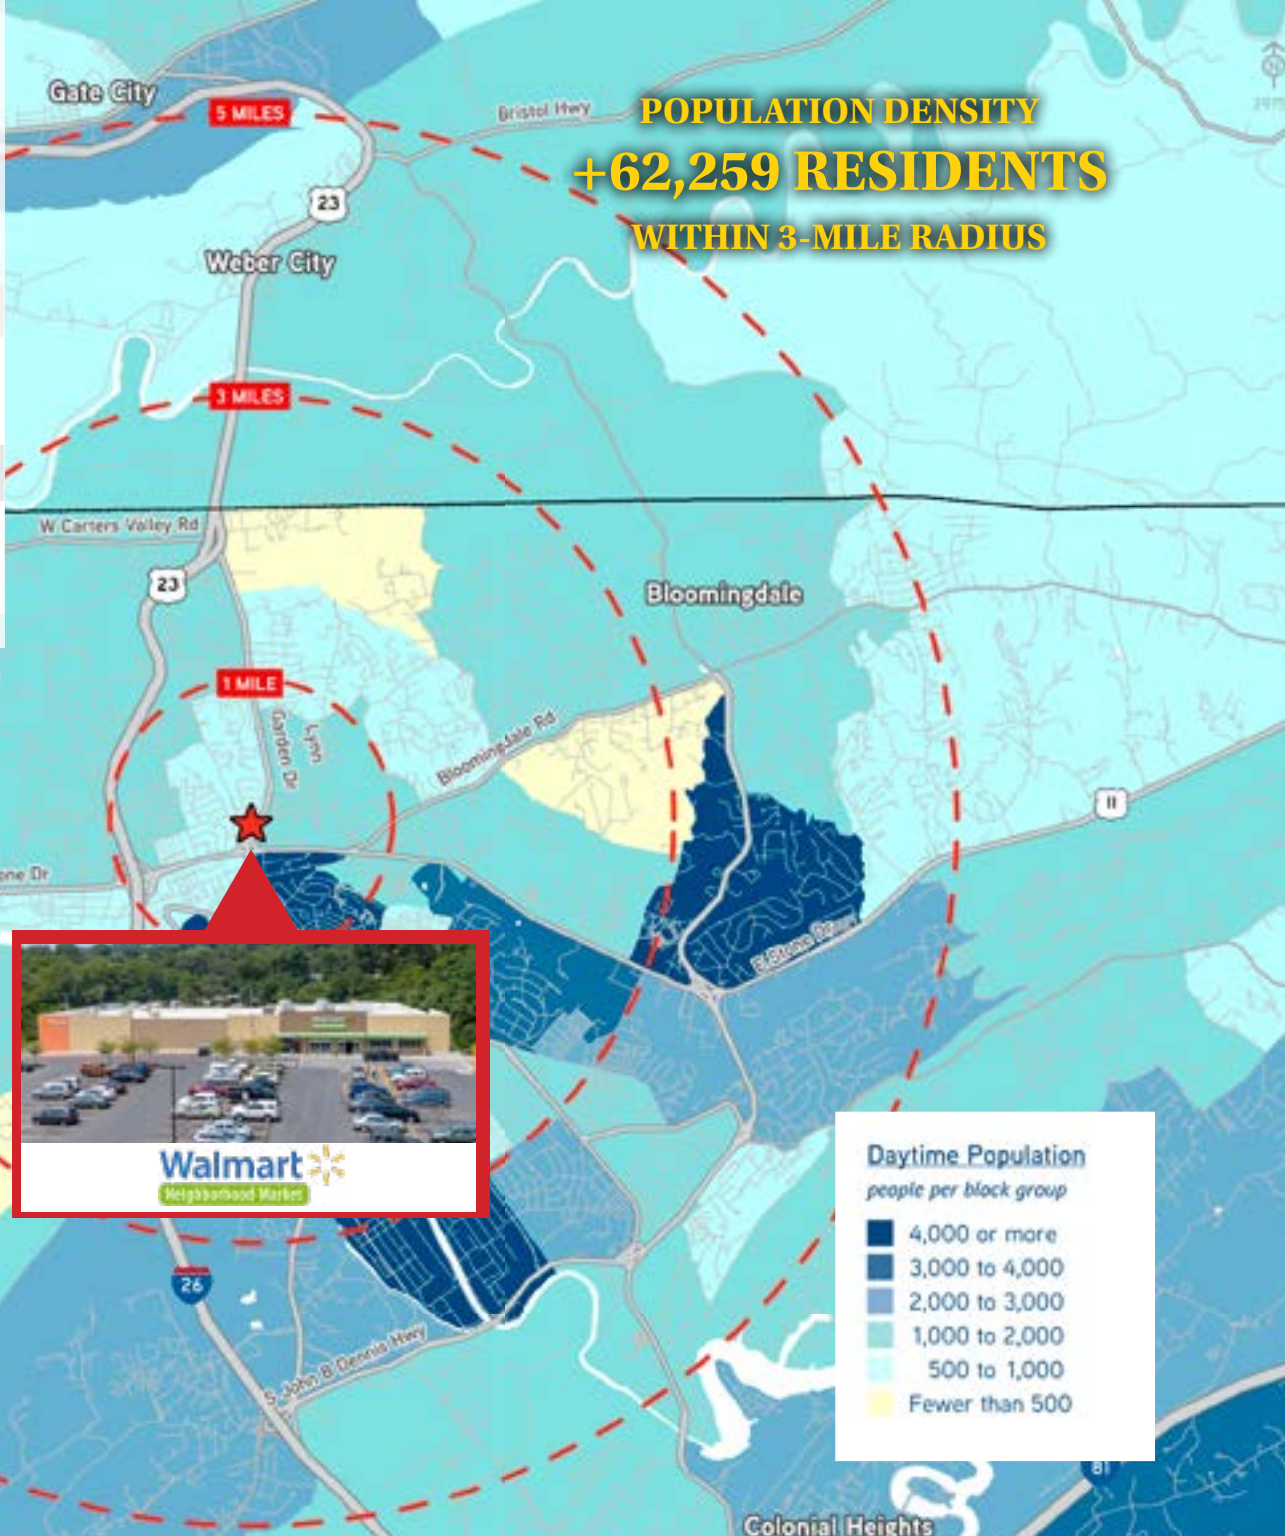 Gate City
5 MILES
Bristol Hwy
POPULATION DENSITY
+62,259 RESIDENTS
WITHIN 3-MILE RADIUS
23
Weber City
3 MILES
W Carters Valley Rd
23
Bloomingdale
1 MILE
Lynn
Garden Dr
Bloomingdale Rd
11
one Dr
E Stone Dr
Walmart
Neighborhood Market
26
S John B Dennis Hwy
Daytime Population
people per block group
4,000 or more
3,000 to 4,000
2,000 to 3,000
1,000 to 2,000
500 to 1,000
Fewer than 500
81
Colonial Heights